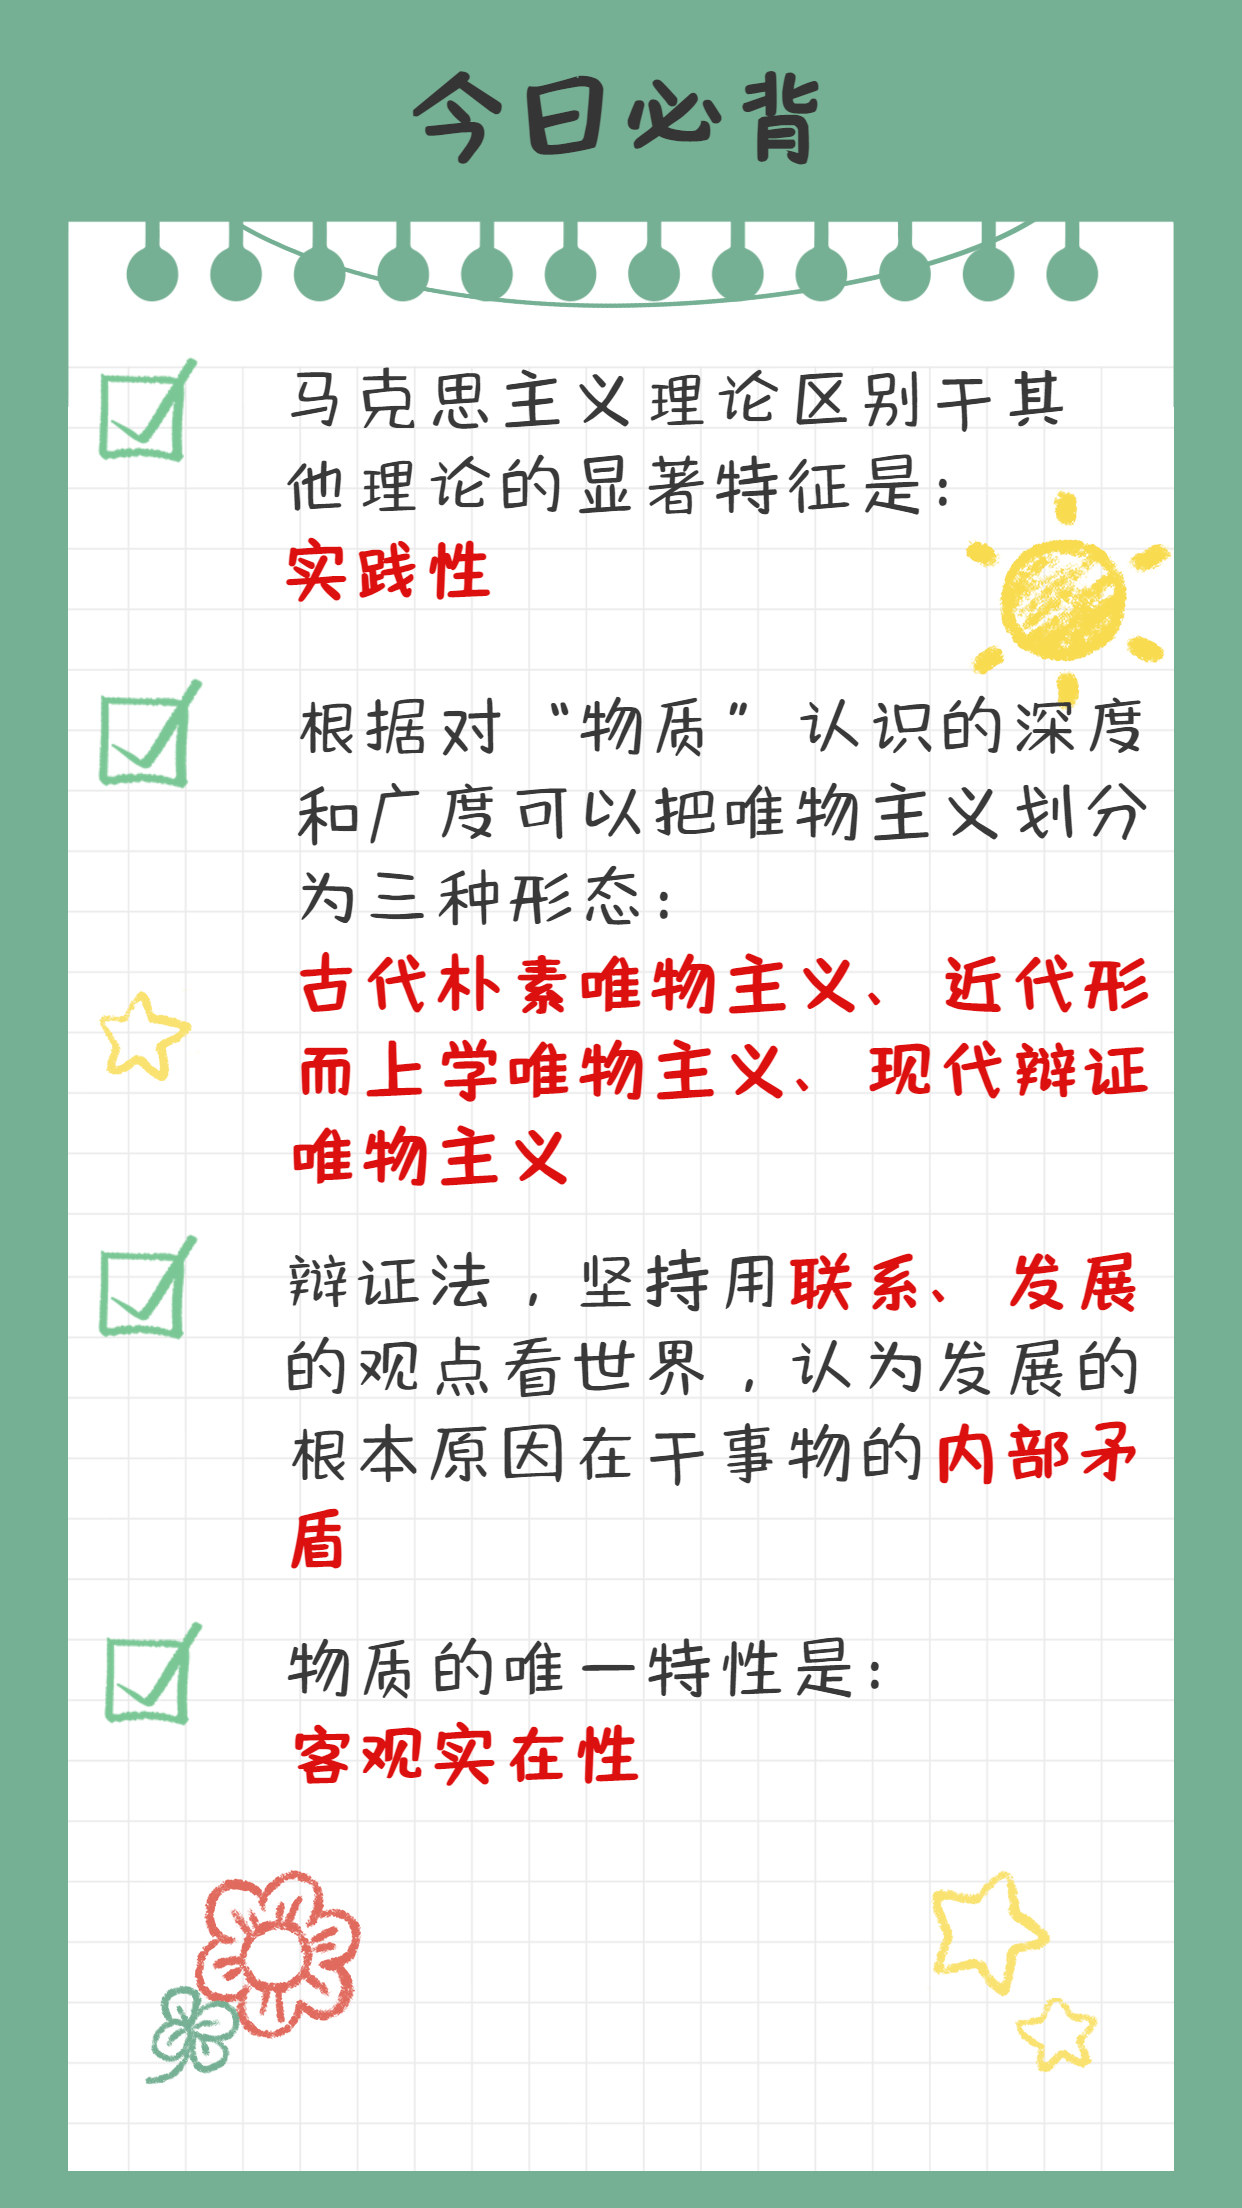 今日必背
马克思主义理论区别于其
他理论的显著特征是：
实践性
根据对“物质”认识的深度
和广度可以把唯物主义划分
为三种形态：
古代朴素唯物主义、近代形
而上学唯物主义、现代辩证
唯物主义
辩证法，坚持用联系、发展
的观点看世界，认为发展的
根本原因在于事物的内部矛
盾
物质的唯一特性是：
客观实在性